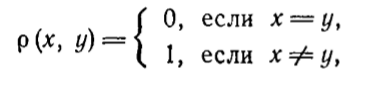 ρ (x, y) = { 0, если x = y,
1, если x ≠ y,